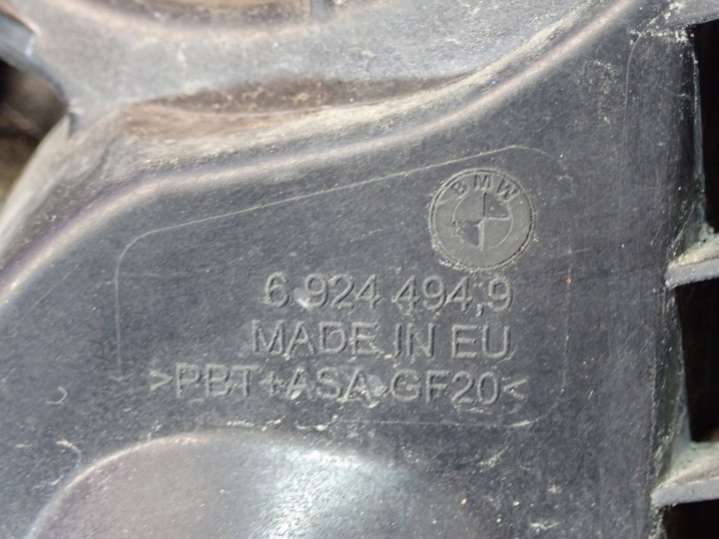 BMW
6 924 494.9
MADE IN EU
>PBT+ASA GF20<